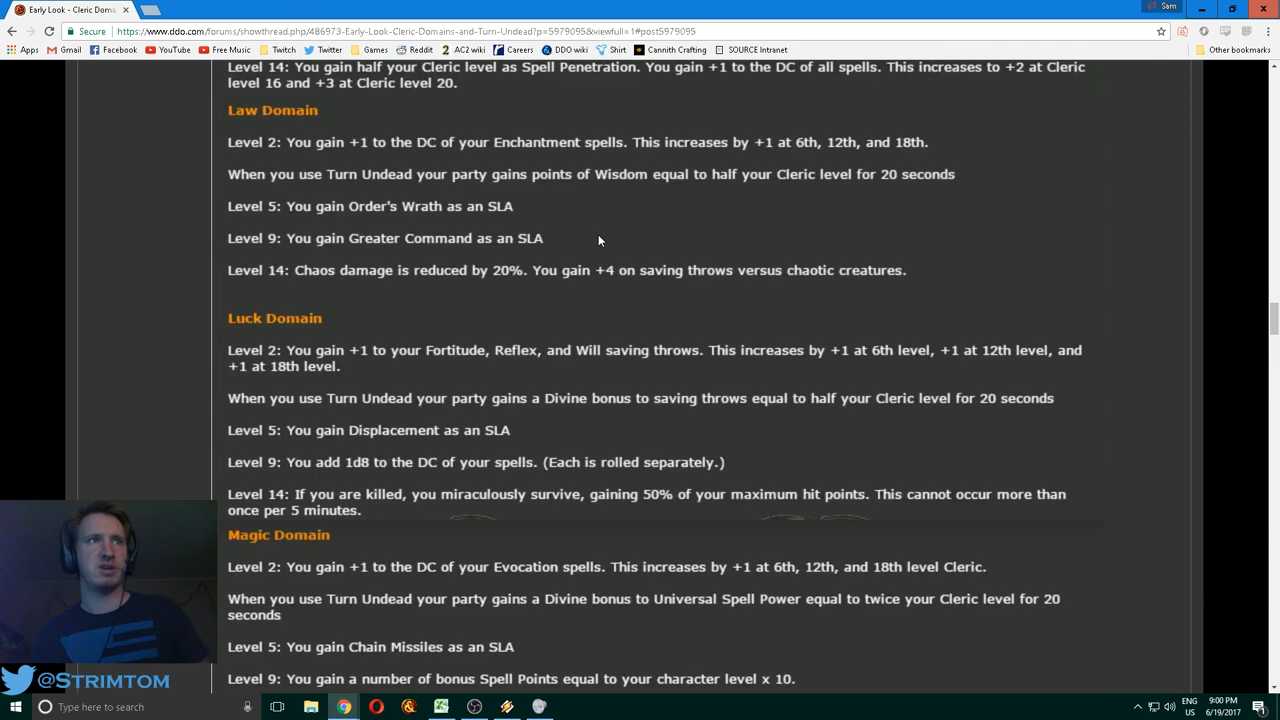 Early Look - Cleric Dom
Sam
Secure
https://www.ddo.com/forums/showthread.php/486973-Early-Look-Cleric-Domains-and-Turn-Undead?p=5979095&viewfull=1#post5979095
Apps Gmail Facebook YouTube Free Music Twitch Twitter Games Reddit AC2 wiki Careers DDO wiki Shirt Cannith Crafting SOURCE Intranet Other bookmarks
Level 14: You gain half your Cleric level as Spell Penetration. You gain +1 to the DC of all spells. This increases to +2 at Cleric
level 16 and +3 at Cleric level 20.
Law Domain
Level 2: You gain +1 to the DC of your Enchantment spells. This increases by +1 at 6th, 12th, and 18th.
When you use Turn Undead your party gains points of Wisdom equal to half your Cleric level for 20 seconds
Level 5: You gain Order's Wrath as an SLA
Level 9: You gain Greater Command as an SLA
Level 14: Chaos damage is reduced by 20%. You gain +4 on saving throws versus chaotic creatures.
Luck Domain
Level 2: You gain +1 to your Fortitude, Reflex, and Will saving throws. This increases by +1 at 6th level, +1 at 12th level, and
+1 at 18th level.
When you use Turn Undead your party gains a Divine bonus to saving throws equal to half your Cleric level for 20 seconds
Level 5: You gain Displacement as an SLA
Level 9: You add 1d8 to the DC of your spells. (Each is rolled separately.)
Level 14: If you are killed, you miraculously survive, gaining 50% of your maximum hit points. This cannot occur more than
once per 5 minutes.
Magic Domain
Level 2: You gain +1 to the DC of your Evocation spells. This increases by +1 at 6th, 12th, and 18th level Cleric.
When you use Turn Undead your party gains a Divine bonus to Universal Spell Power equal to twice your Cleric level for 20
seconds
Level 5: You gain Chain Missiles as an SLA
Level 9: You gain a number of bonus Spell Points equal to your character level x 10.
@STRIMTOM
Type here to search
ENG
US
9:00 PM
6/19/2017
1